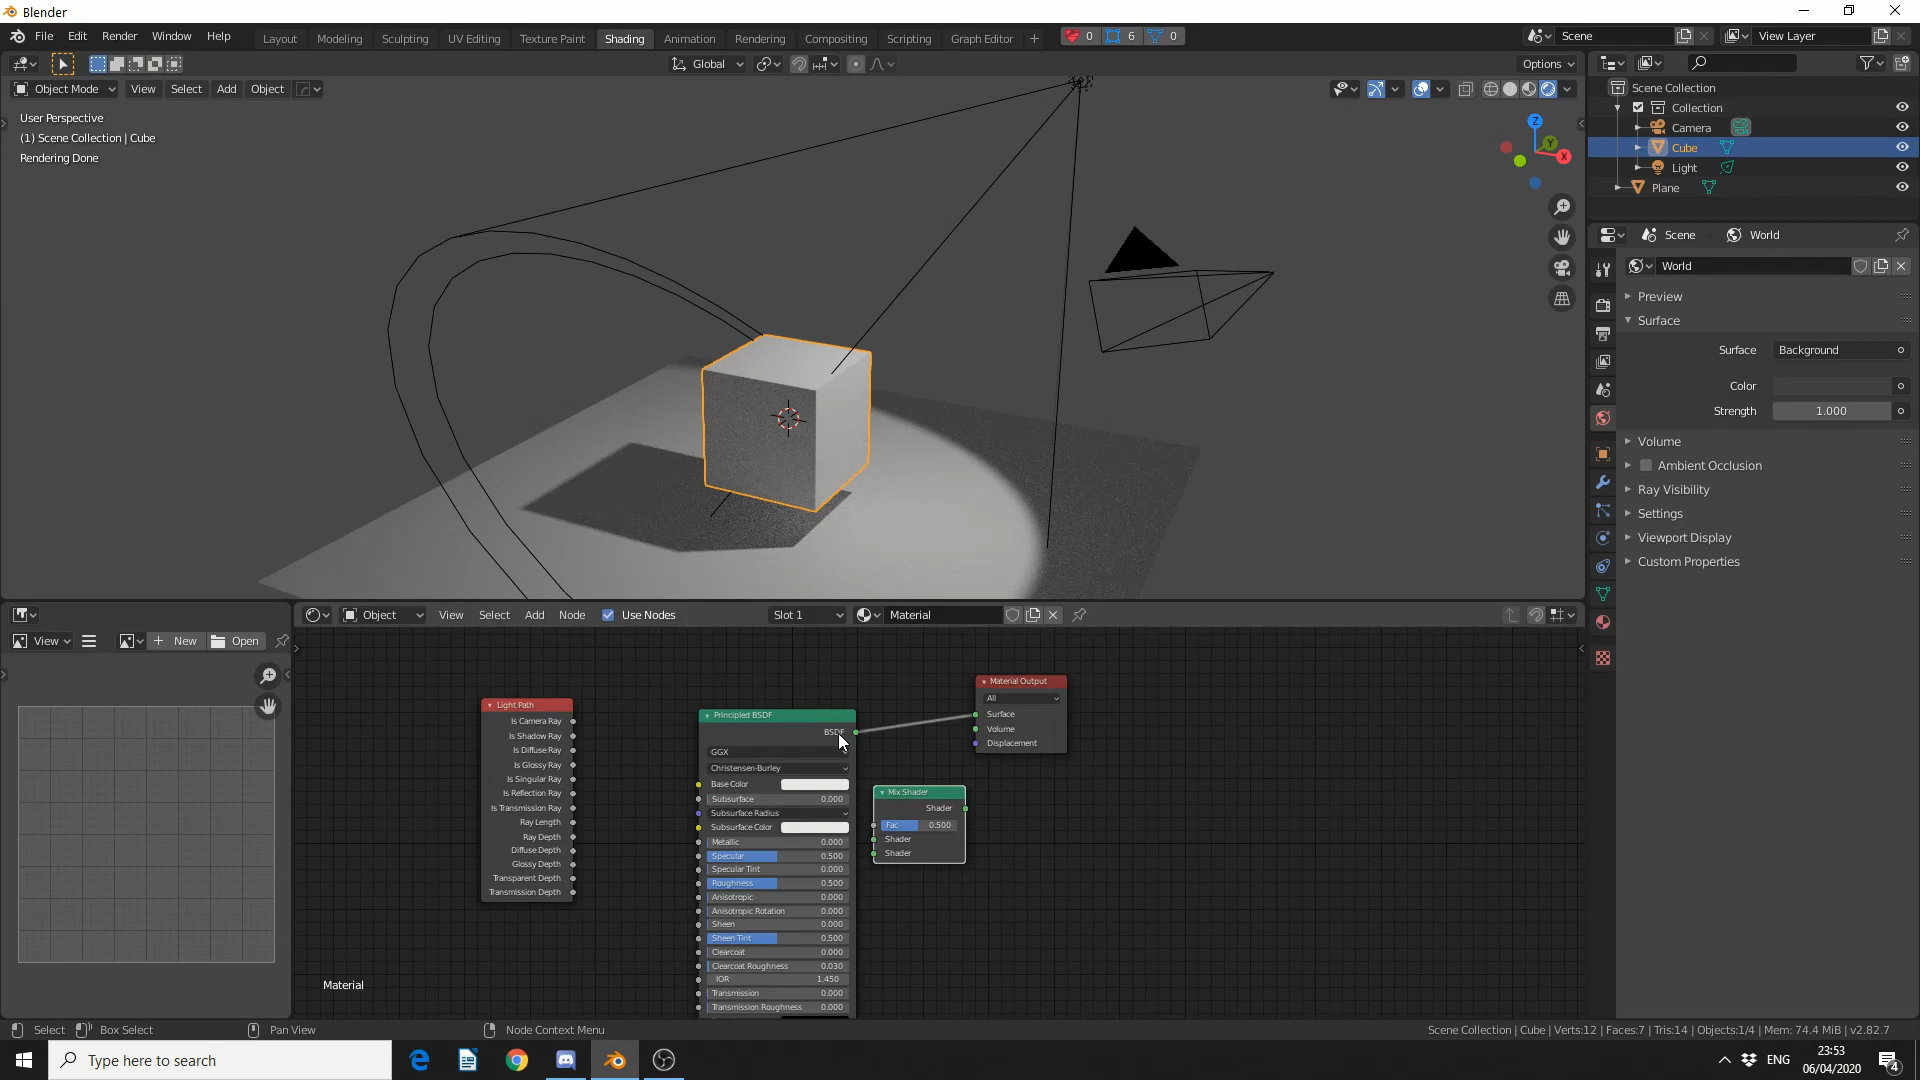 Blender
File Edit Render Window Help
Layout Modeling Sculpting UV Editing Texture Paint Shading Animation Rendering Compositing Scripting Graph Editor +
0 6 0
Scene
View Layer
Global
Options
Object Mode View Select Add Object
User Perspective
(1) Scene Collection | Cube
Rendering Done
Z
Y
X
Scene Collection
Collection
Camera
Cube
Light
Plane
Scene World
World
Preview
Surface
Surface Background
Color
Strength 1.000
Volume
Ambient Occlusion
Ray Visibility
Settings
Viewport Display
Custom Properties
View
+ New Open
Object View Select Add Node Use Nodes Slot 1 Material
Light Path
Is Camera Ray
Is Shadow Ray
Is Diffuse Ray
Is Glossy Ray
Is Singular Ray
Is Reflection Ray
Is Transmission Ray
Ray Length
Ray Depth
Diffuse Depth
Glossy Depth
Transparent Depth
Transmission Depth
Principled BSDF
BSDF
GGX
Christensen-Burley
Base Color
Subsurface 0.000
Subsurface Radius
Subsurface Color
Metallic 0.000
Specular 0.500
Specular Tint 0.000
Roughness 0.500
Anisotropic 0.000
Anisotropic Rotation 0.000
Sheen 0.000
Sheen Tint 0.500
Clearcoat 0.000
Clearcoat Roughness 0.030
IOR 1.450
Transmission 0.000
Transmission Roughness 0.000
Mix Shader
Shader
Fac 0.500
Shader
Shader
Material Output
All
Surface
Volume
Displacement
Material
Select Box Select Pan View Node Context Menu
Scene Collection | Cube | Verts:12 | Faces:7 | Tris:14 | Objects:1/4 | Mem: 74.4 MiB | v2.82.7
Type here to search
ENG
23:53
06/04/2020
4